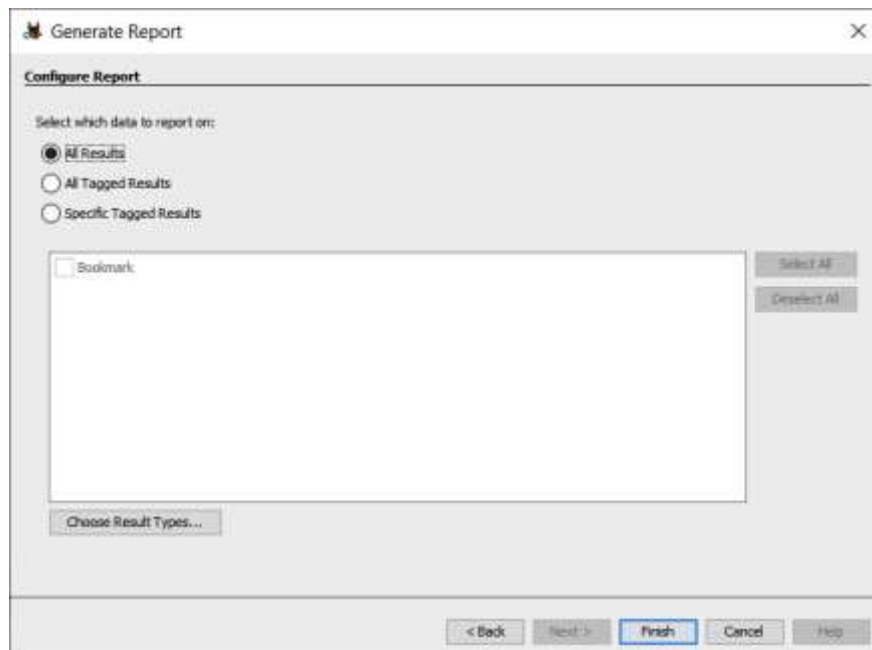 Generate Report
Configure Report
Select which data to report on:
All Results
All Tagged Results
Specific Tagged Results
Bookmark
Select All
Deselect All
Choose Result Types...
< Back Next > Finish Cancel Help